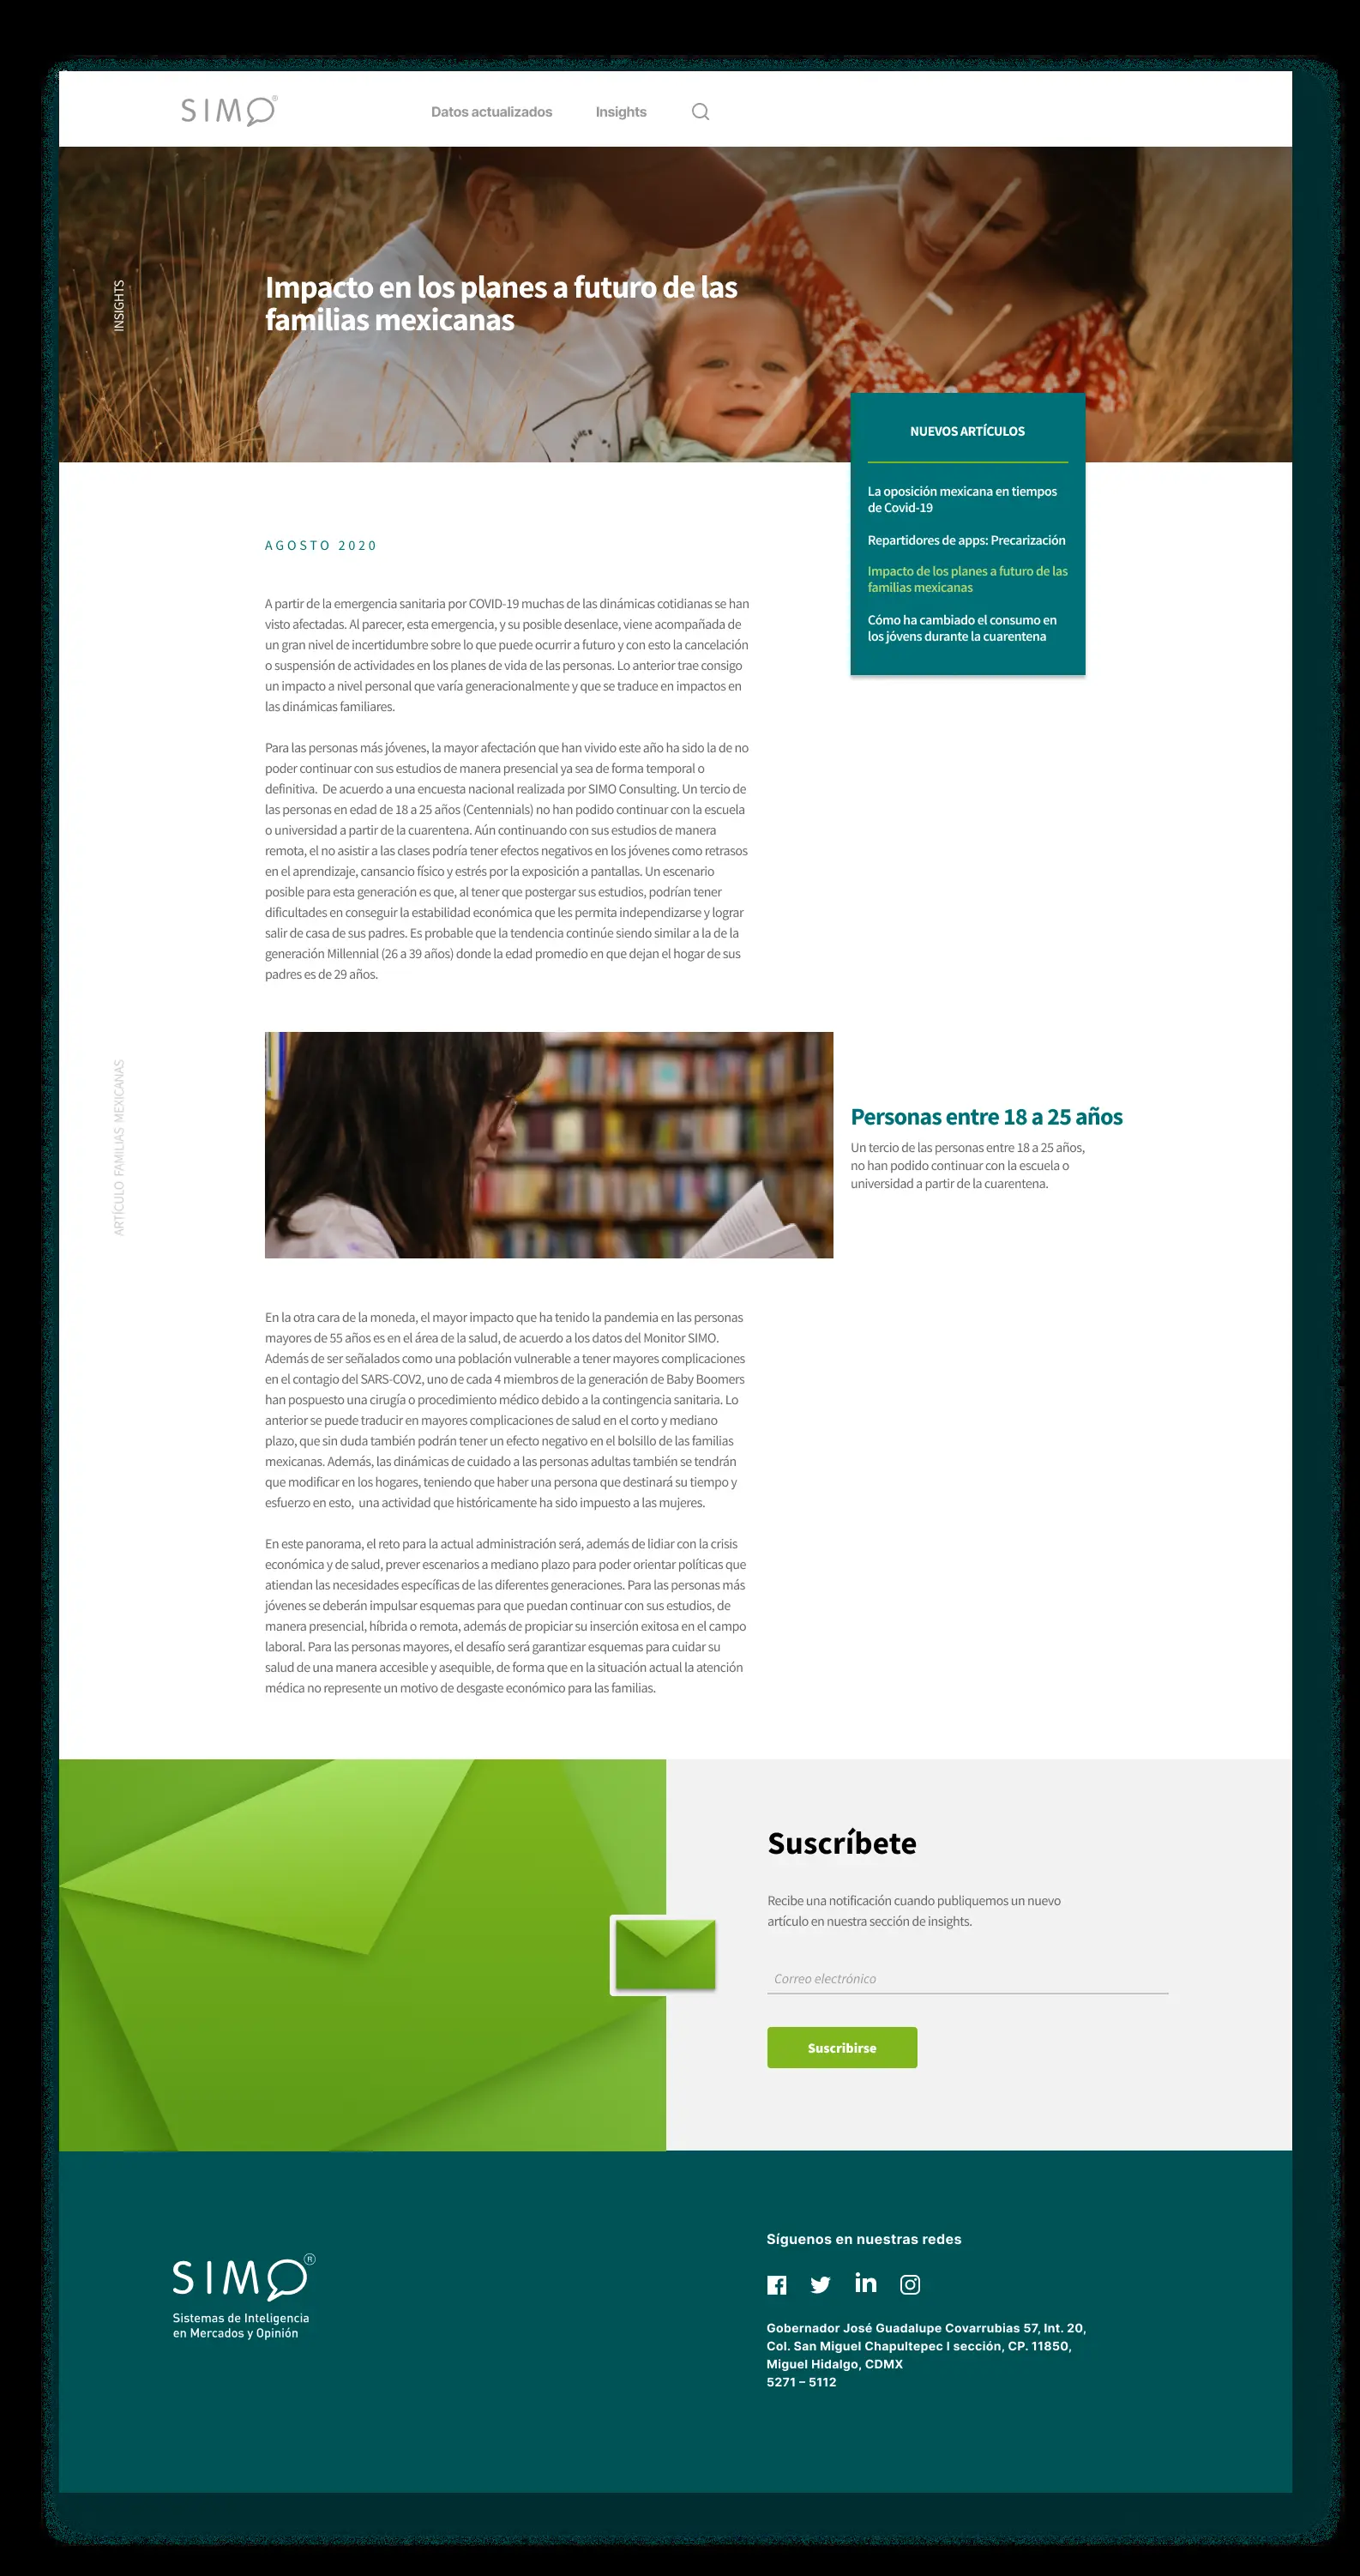 SIMO®
Datos actualizados
Insights
INSIGHTS
Impacto en los planes a futuro de las
familias mexicanas
NUEVOS ARTÍCULOS
La oposición mexicana en tiempos
de Covid-19
Repartidores de apps: Precarización
Impacto de los planes a futuro de las
familias mexicanas
Cómo ha cambiado el consumo en
los jóvens durante la cuarentena
AGOSTO 2020
A partir de la emergencia sanitaria por COVID-19 muchas de las dinámicas cotidianas se han
visto afectadas. Al parecer, esta emergencia, y su posible desenlace, viene acompañada de
un gran nivel de incertidumbre sobre lo que puede ocurrir a futuro y con esto la cancelación
o suspensión de actividades en los planes de vida de las personas. Lo anterior trae consigo
un impacto a nivel personal que varía generacionalmente y que se traduce en impactos en
las dinámicas familiares.
Para las personas más jóvenes, la mayor afectación que han vivido este año ha sido la de no
poder continuar con sus estudios de manera presencial ya sea de forma temporal o
definitiva. De acuerdo a una encuesta nacional realizada por SIMO Consulting. Un tercio de
las personas en edad de 18 a 25 años (Centennials) no han podido continuar con la escuela
o universidad a partir de la cuarentena. Aún continuando con sus estudios de manera
remota, el no asistir a las clases podría tener efectos negativos en los jóvenes como retrasos
en el aprendizaje, cansancio físico y estrés por la exposición a pantallas. Un escenario
posible para esta generación es que, al tener que postergar sus estudios, podrían tener
dificultades en conseguir la estabilidad económica que les permita independizarse y lograr
salir de casa de sus padres. Es probable que la tendencia continúe siendo similar a la de la
generación Millennial (26 a 39 años) donde la edad promedio en que dejan el hogar de sus
padres es de 29 años.
ARTÍCULO FAMILIAS MEXICANAS
Personas entre 18 a 25 años
Un tercio de las personas entre 18 a 25 años,
no han podido continuar con la escuela o
universidad a partir de la cuarentena.
En la otra cara de la moneda, el mayor impacto que ha tenido la pandemia en las personas
mayores de 55 años es en el área de la salud, de acuerdo a los datos del Monitor SIMO.
Además de ser señalados como una población vulnerable a tener mayores complicaciones
en el contagio del SARS-COV2, uno de cada 4 miembros de la generación de Baby Boomers
han pospuesto una cirugía o procedimiento médico debido a la contingencia sanitaria. Lo
anterior se puede traducir en mayores complicaciones de salud en el corto y mediano
plazo, que sin duda también podrán tener un efecto negativo en el bolsillo de las familias
mexicanas. Además, las dinámicas de cuidado a las personas adultas también se tendrán
que modificar en los hogares, teniendo que haber una persona que destinará su tiempo y
esfuerzo en esto, una actividad que históricamente ha sido impuesto a las mujeres.
En este panorama, el reto para la actual administración será, además de lidiar con la crisis
económica y de salud, prever escenarios a mediano plazo para poder orientar políticas que
atiendan las necesidades específicas de las diferentes generaciones. Para las personas más
jóvenes se deberán impulsar esquemas para que puedan continuar con sus estudios, de
manera presencial, híbrida o remota, además de propiciar su inserción exitosa en el campo
laboral. Para las personas mayores, el desafío será garantizar esquemas para cuidar su
salud de una manera accesible y asequible, de forma que en la situación actual la atención
médica no represente un motivo de desgaste económico para las familias.
Suscríbete
Recibe una notificación cuando publiquemos un nuevo
artículo en nuestra sección de insights.
Correo electrónico
Suscribirse
SIMO®
Sistemas de Inteligencia
en Mercados y Opinión
Síguenos en nuestras redes
Gobernador José Guadalupe Covarrubias 57, Int. 20,
Col. San Miguel Chapultepec I sección, CP. 11850,
Miguel Hidalgo, CDMX
5271 – 5112